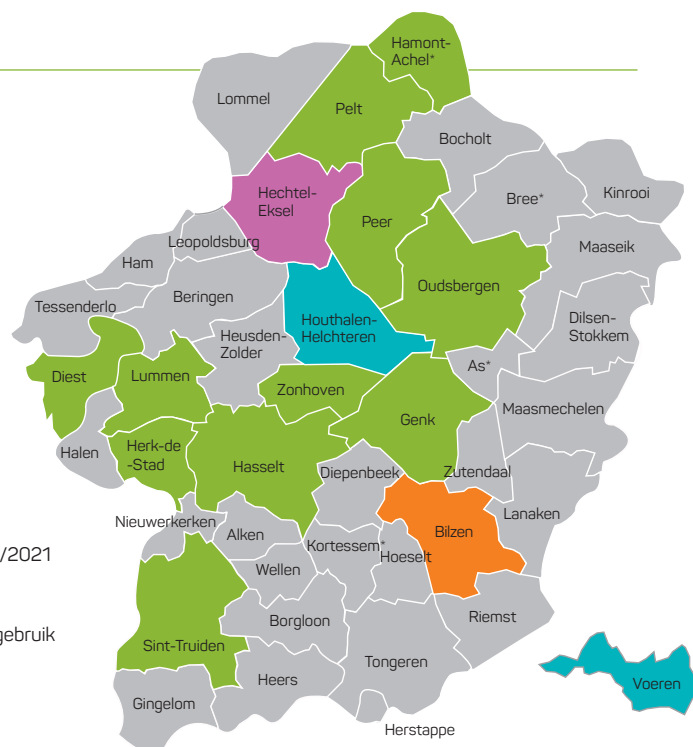 Hamont-
Achel*
Lommel
Pelt
Bocholt
Hechtel-
Eksel
Bree*
Kinrooi
Peer
Leopoldsburg
Maaseik
Ham
Oudsbergen
Beringen
Tessenderlo
Houthalen-
Helchteren
Dilsen-
Stokkem
Heusden-
Zolder
As*
Diest
Lummen
Zonhoven
Maasmechelen
Genk
Halen
Herk-de
-Stad
Hasselt
Diepenbeek
Zutendaal
Nieuwerkerken
Alken
Bilzen
Lanaken
Kortessem*
Hoeselt
/2021
Wellen
Riemst
Borgloon
gebruik
Sint-Truiden
Tongeren
Heers
Voeren
Gingelom
Herstappe